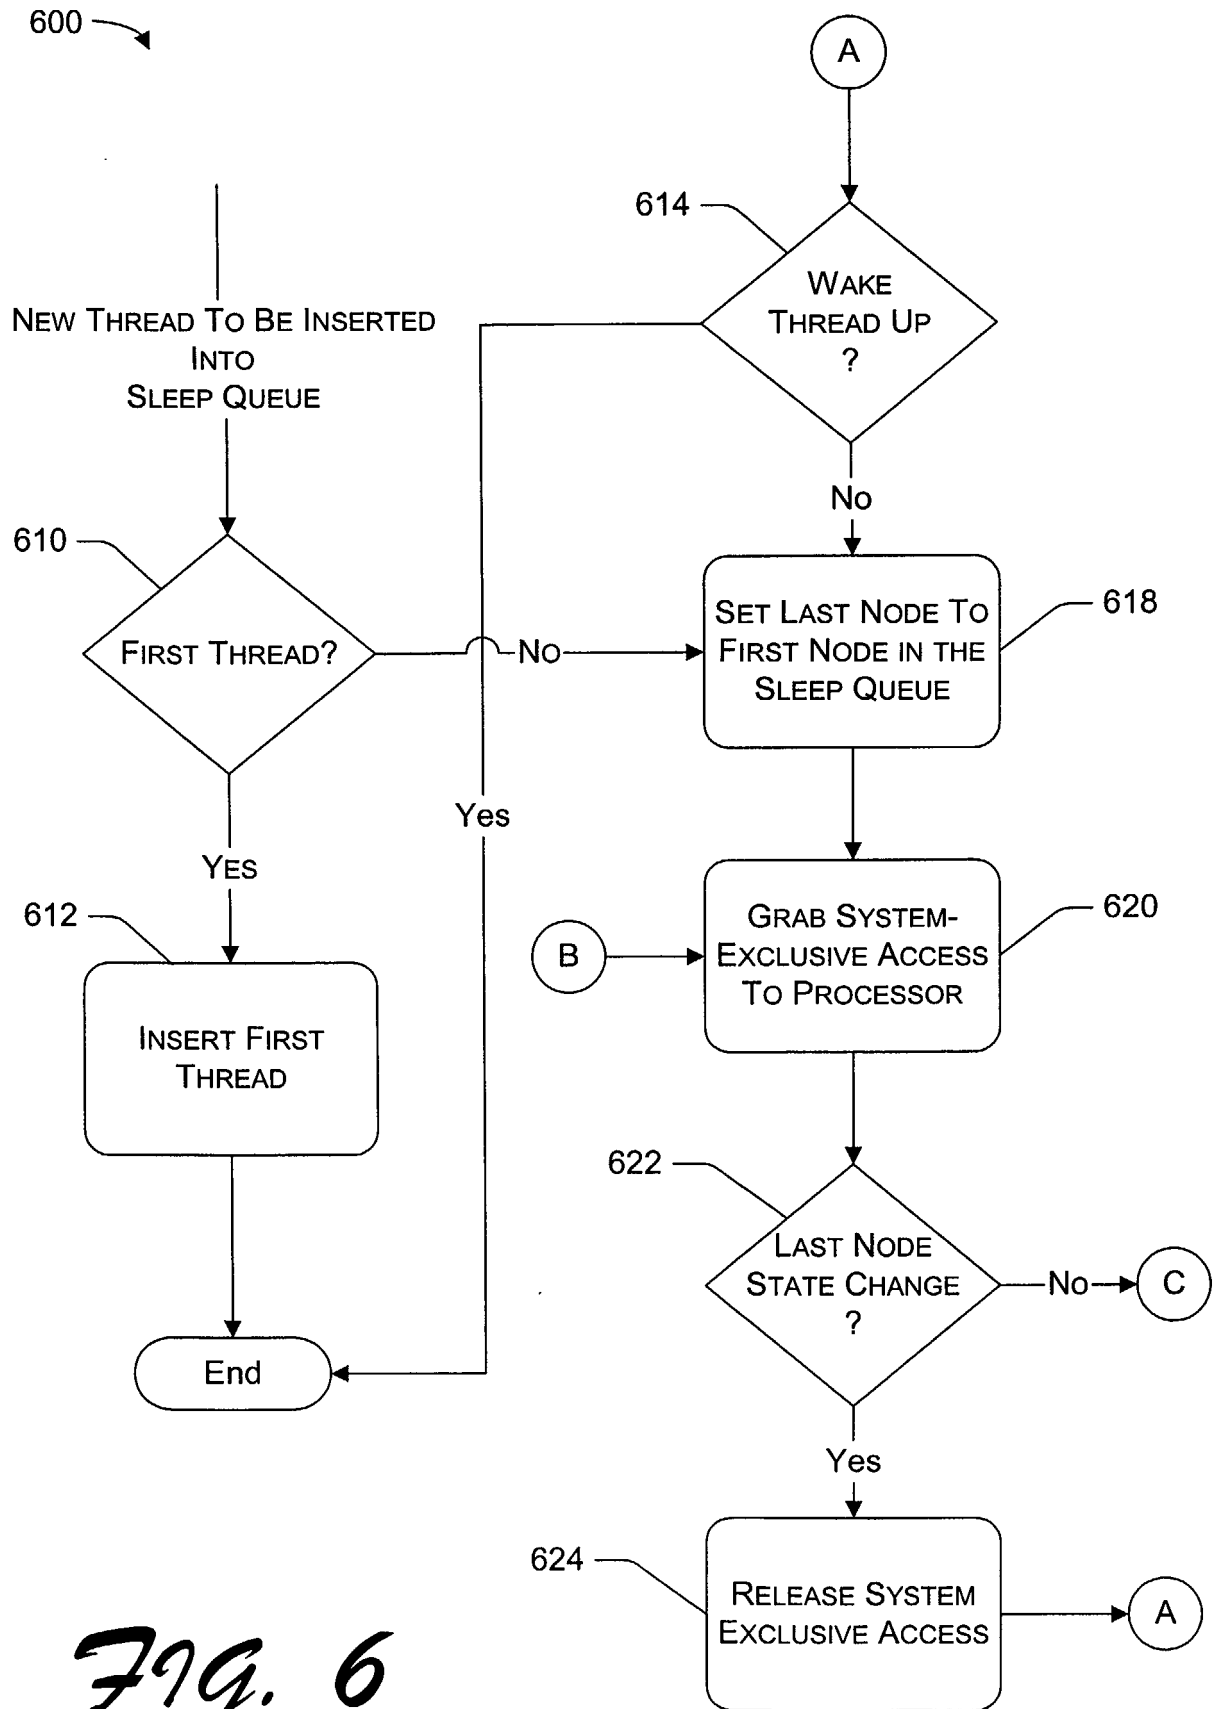 600
A
614
WAKE
THREAD UP
?
NEW THREAD TO BE INSERTED
INTO
SLEEP QUEUE
No
610
FIRST THREAD?
NO
SET LAST NODE TO
FIRST NODE IN THE
SLEEP QUEUE
618
Yes
YES
612
INSERT FIRST
THREAD
B
GRAB SYSTEM-
EXCLUSIVE ACCESS
TO PROCESSOR
620
622
LAST NODE
STATE CHANGE
?
No
C
End
Yes
624
RELEASE SYSTEM
EXCLUSIVE ACCESS
A
FIG. 6